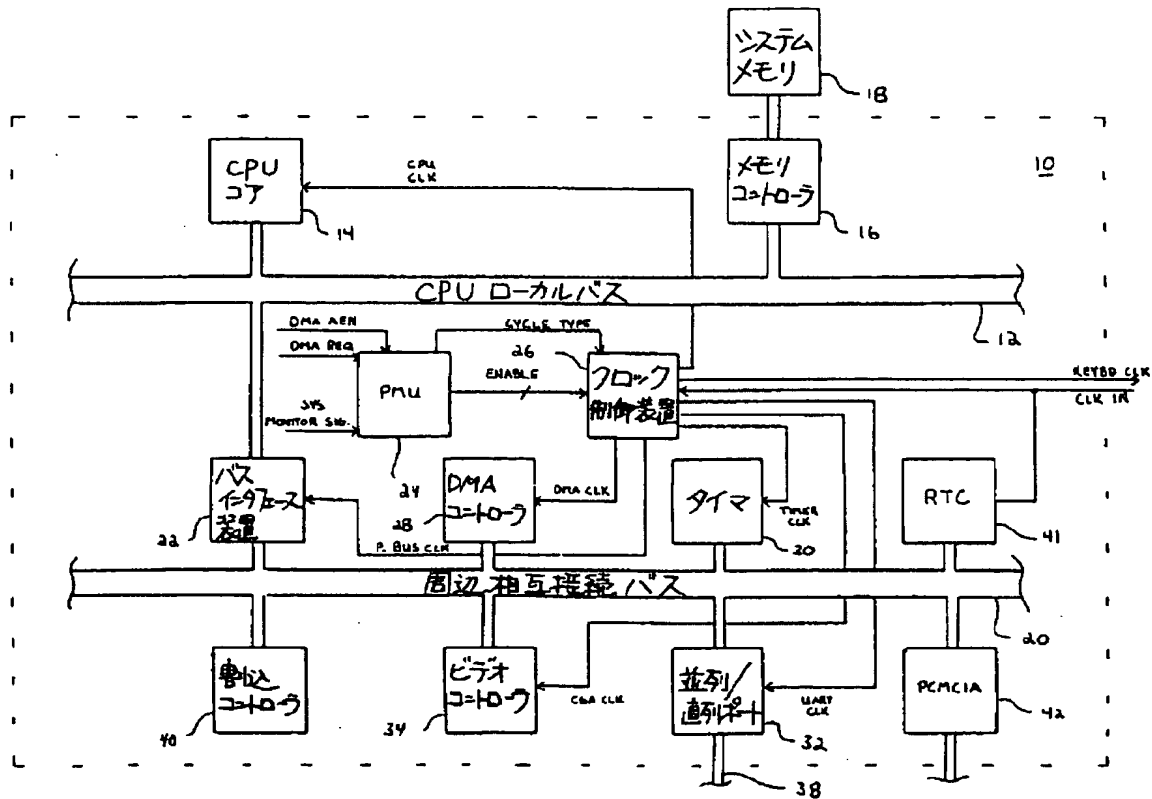 システム
メモリ
18
10
CPU
コア
14
CPU
CLK
メモリ
コントローラ
16
CPU ローカルバス
12
DMA AEN
DMA REQ
SYS
MONITOR SIG.
PMU
24
CYCLE TYPE
ENABLE
26
クロック
制御装置
KEYBD CLK
CLK IN
バス
インタフェース
装置
22
DMA
コントローラ
28
DMA CLK
P. BUS CLK
タイマ
30
TIMER
CLK
RTC
41
周辺相互接続バス
20
割込
コントローラ
40
ビデオ
コントローラ
34
CGA CLK
並列/
直列ポート
32
UART
CLK
38
PCMCIA
42